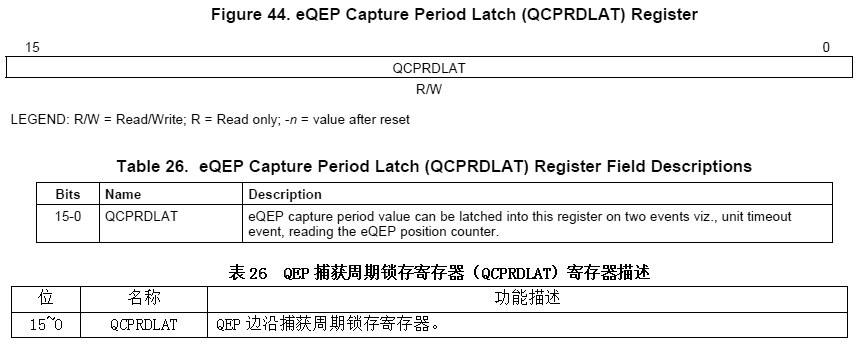 Figure 44. eQEP Capture Period Latch (QCPRDLAT) Register
15 0
QCPRDLAT
R/W
LEGEND: R/W = Read/Write; R = Read only; -n = value after reset
Table 26. eQEP Capture Period Latch (QCPRDLAT) Register Field Descriptions
Bits Name Description
15-0 QCPRDLAT eQEP capture period value can be latched into this register on two events viz., unit timeout
event, reading the eQEP position counter.
表 26 QEP 捕获周期锁存寄存器（QCPRDLAT）寄存器描述
位 名称 功能描述
15~0 QCPRDLAT QEP 边沿捕获周期锁存寄存器。